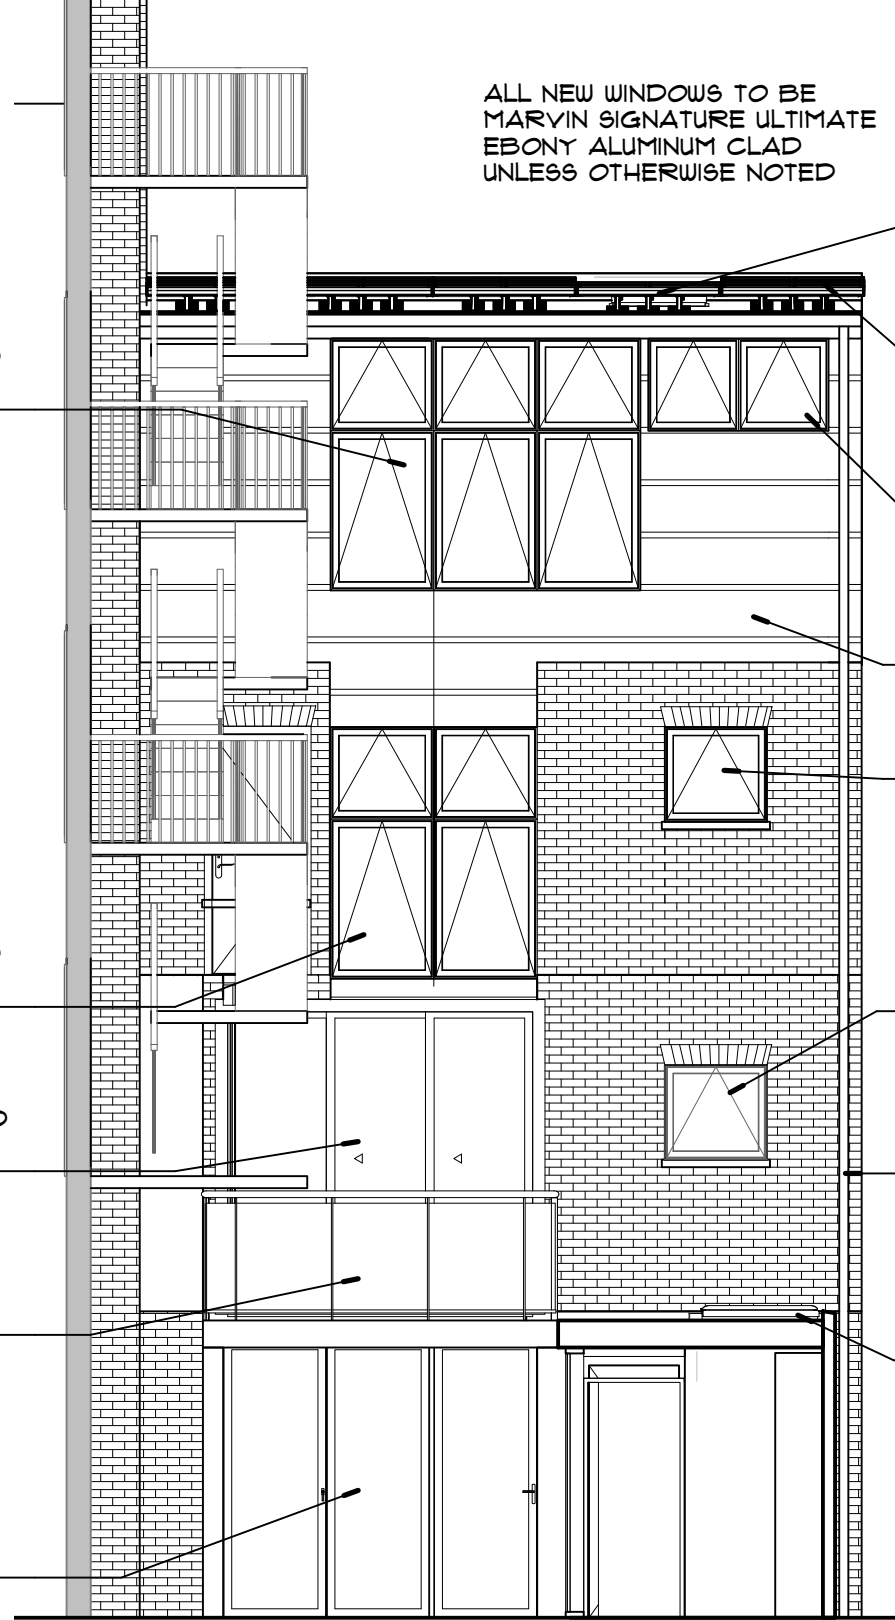 ALL NEW WINDOWS TO BE
MARVIN SIGNATURE ULTIMATE
EBONY ALUMINUM CLAD
UNLESS OTHERWISE NOTED